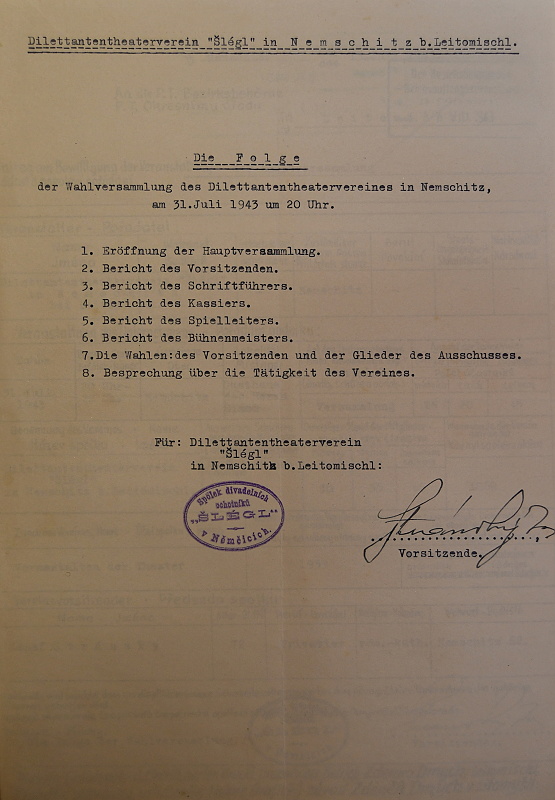 Dilettantentheaterverein "Šlégl" in N e m s c h i t z b.Leitomischl.
Die F o l g e
der Wahlversammlung des Dilettantentheatervereines in Nemschitz,
am 31.Juli 1943 um 20 Uhr.
1. Eröffnung der Hauptversammlung.
2. Bericht des Vorsitzenden.
3. Bericht des Schriftführers.
4. Bericht des Kassiers.
5. Bericht des Spielleiters.
6. Bericht des Bühnenmeisters.
7.Die Wahlen:des Vorsitzenden und der Glieder des Ausschusses.
8. Besprechung über die Tätigkeit des Vereines.
Für: Dilettantentheaterverein
"Šlégl"
in Nemschitz b.Leitomischl:
Spolek divadelních
ochotníků
„ŠLÉGL"
v Němčicích.
Vorsitzende.